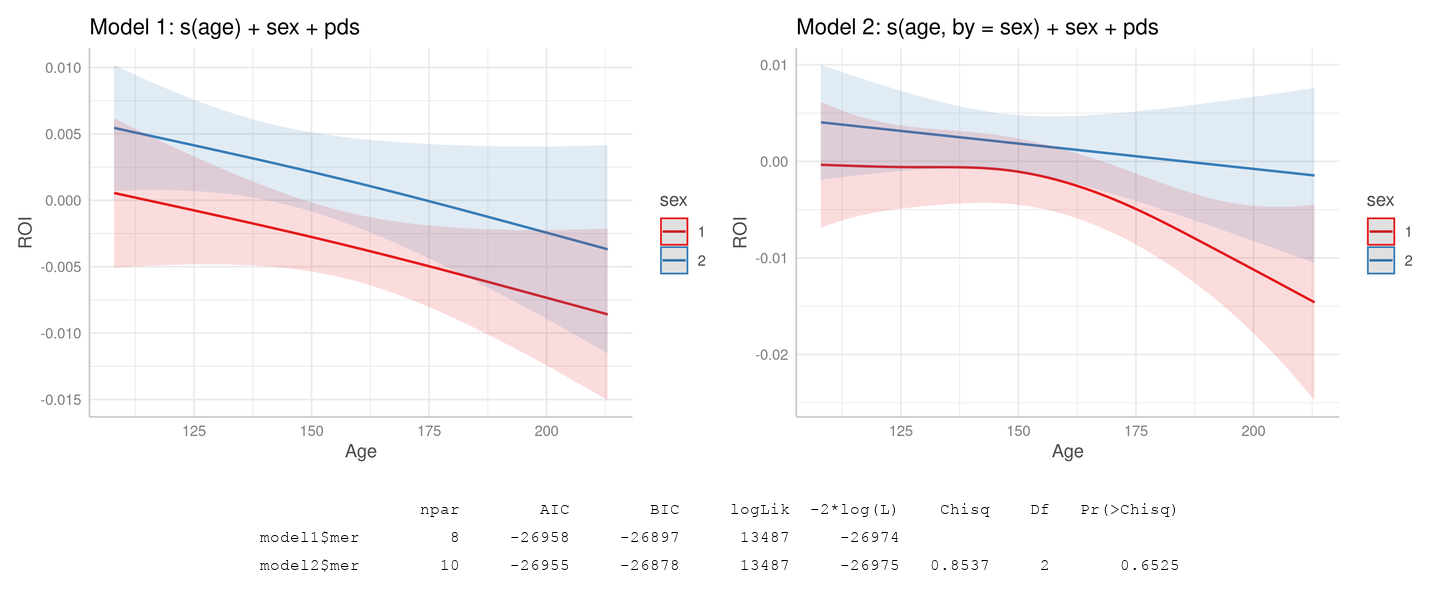 Model 1: s(age) + sex + pds
0.010
0.005
0.000
-0.005
-0.010
-0.015
ROI
125 150 175 200
Age
sex
1
2
Model 2: s(age, by = sex) + sex + pds
0.01
0.00
-0.01
-0.02
ROI
125 150 175 200
Age
sex
1
2
npar AIC BIC logLik -2*log(L) Chisq Df Pr(>Chisq)
model1$mer 8 -26958 -26897 13487 -26974
model2$mer 10 -26955 -26878 13487 -26975 0.8537 2 0.6525